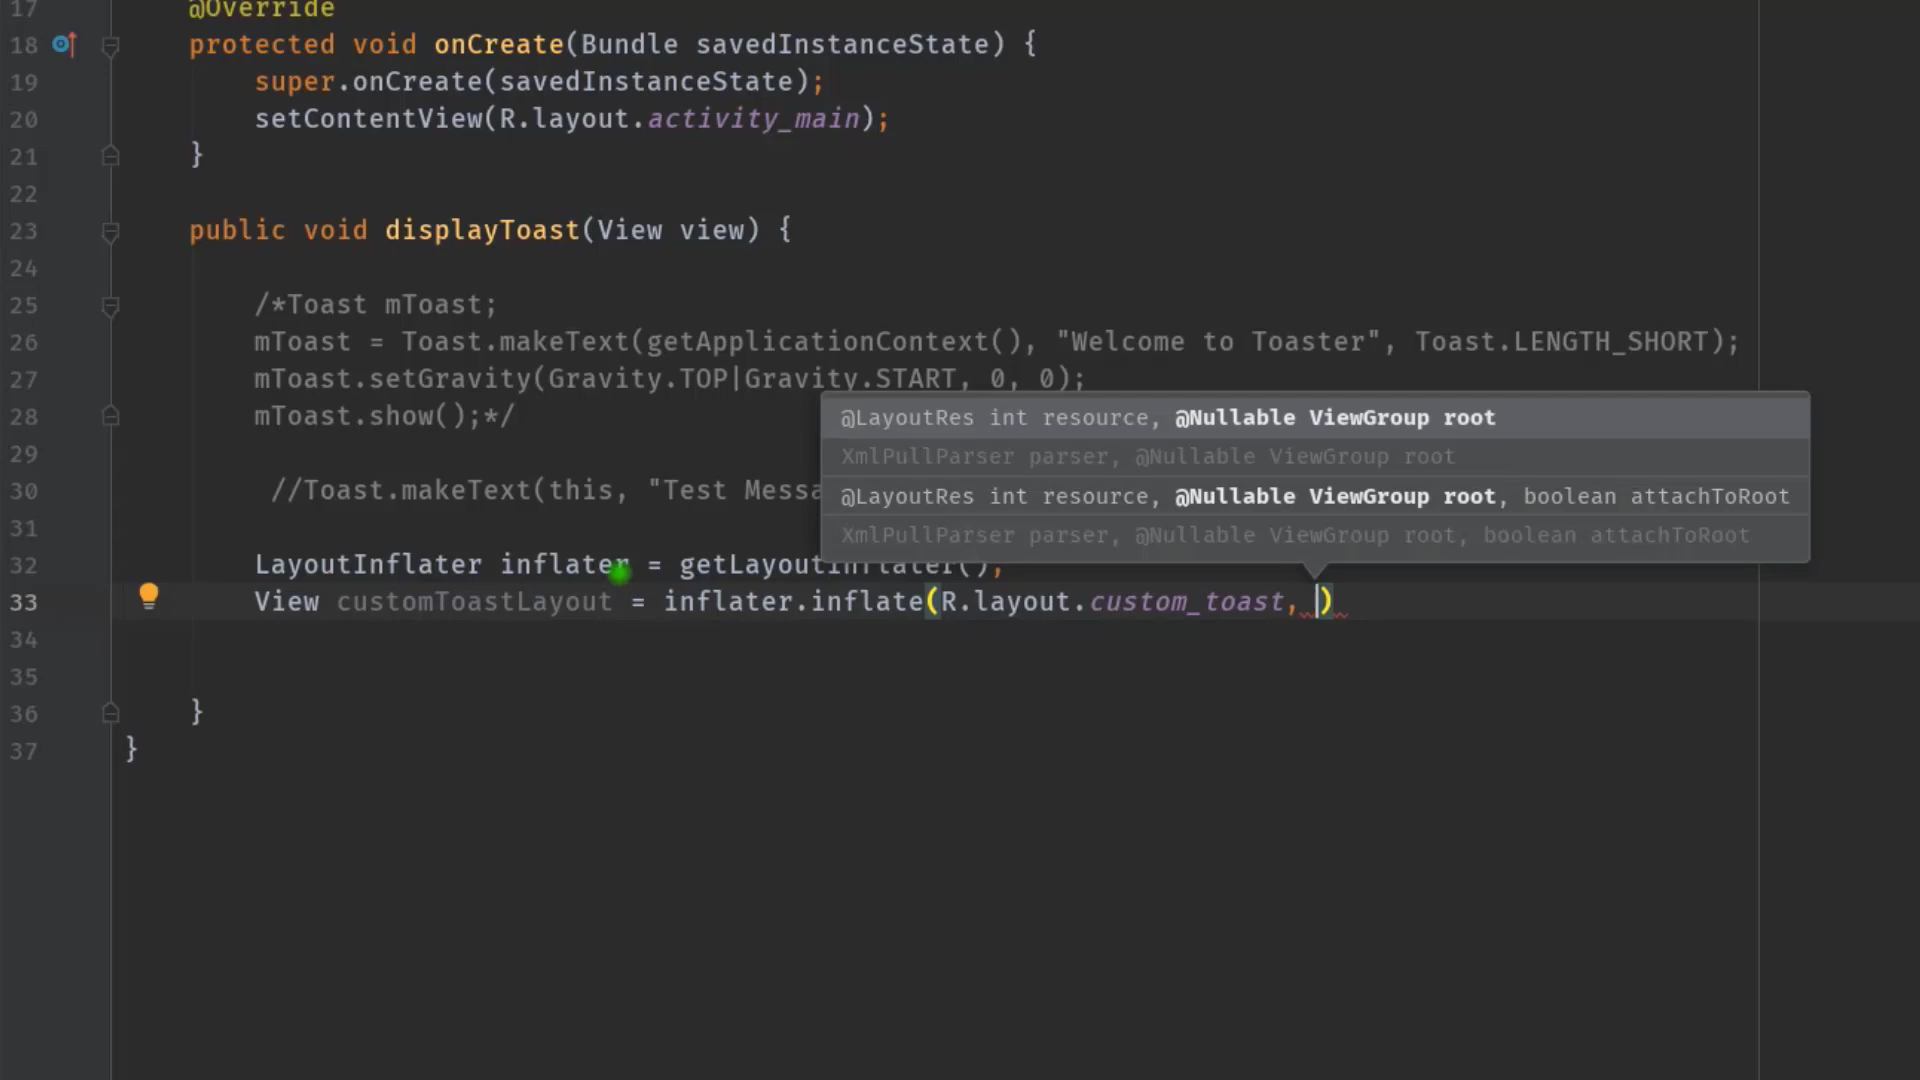 17 @Override
18 protected void onCreate(Bundle savedInstanceState) {
19 super.onCreate(savedInstanceState);
20 setContentView(R.layout.activity_main);
21 }
22
23 public void displayToast(View view) {
24
25 /*Toast mToast;
26 mToast = Toast.makeText(getApplicationContext(), "Welcome to Toaster", Toast.LENGTH_SHORT);
27 mToast.setGravity(Gravity.TOP|Gravity.START, 0, 0);
28 mToast.show();*/
@LayoutRes int resource, @Nullable ViewGroup root
29
XmlPullParser parser, @Nullable ViewGroup root
30 //Toast.makeText(this, "Test Messa
@LayoutRes int resource, @Nullable ViewGroup root, boolean attachToRoot
31
XmlPullParser parser, @Nullable ViewGroup root, boolean attachToRoot
32 LayoutInflater inflater = getLayoutInflater();
33 View customToastLayout = inflater.inflate(R.layout.custom_toast, )
34
35
36 }
37 }